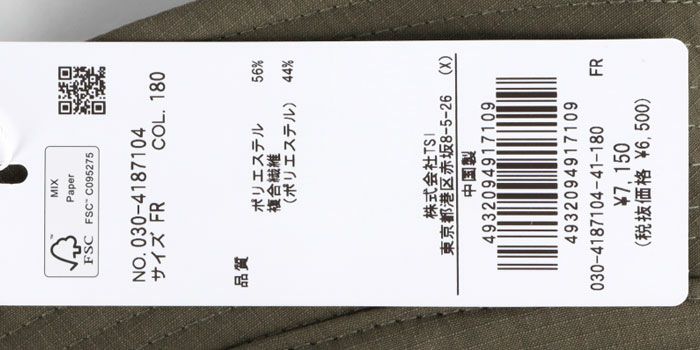 MIX
Paper
FSC™ C095275
FSC
NO. 030-4187104
サイズ FR
COL. 180
品質
ポリエステル 56%
複合繊維 44%
(ポリエステル)
株式会社TSI (X)
東京都港区赤坂8-5-26
中国製
4932094917109
4932094917109
FR
030-4187104-41-180
¥7,150
(税抜価格 ¥6,500)